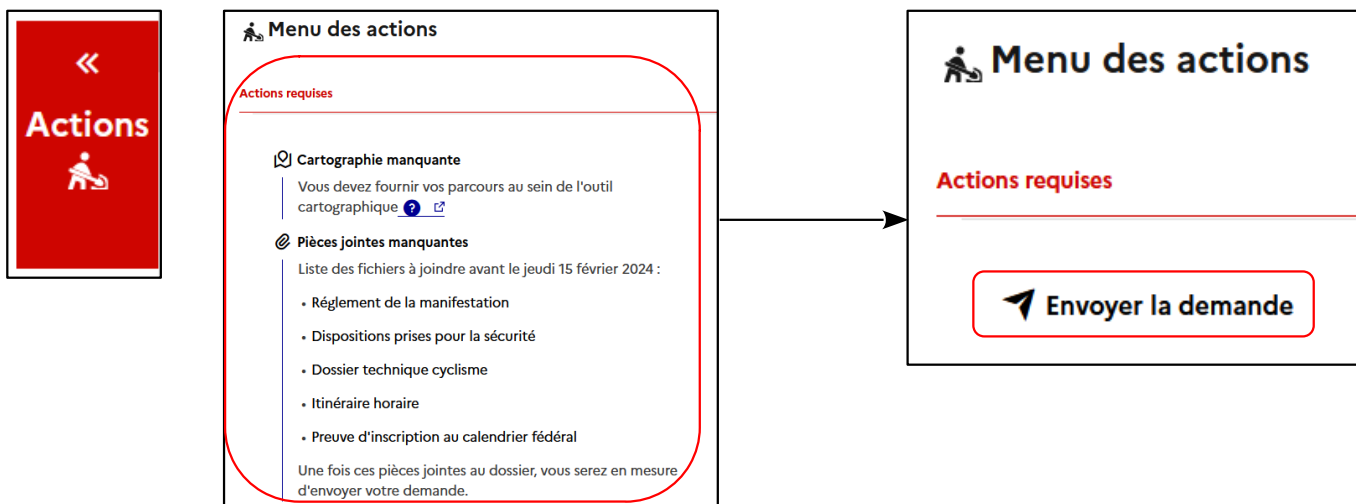 «
Actions
Menu des actions
Actions requises
Cartographie manquante
Vous devez fournir vos parcours au sein de l'outil
cartographique ?
Pièces jointes manquantes
Liste des fichiers à joindre avant le jeudi 15 février 2024 :
• Réglement de la manifestation
• Dispositions prises pour la sécurité
• Dossier technique cyclisme
• Itinéraire horaire
• Preuve d'inscription au calendrier fédéral
Une fois ces pièces jointes au dossier, vous serez en mesure
d'envoyer votre demande.
Menu des actions
Actions requises
Envoyer la demande